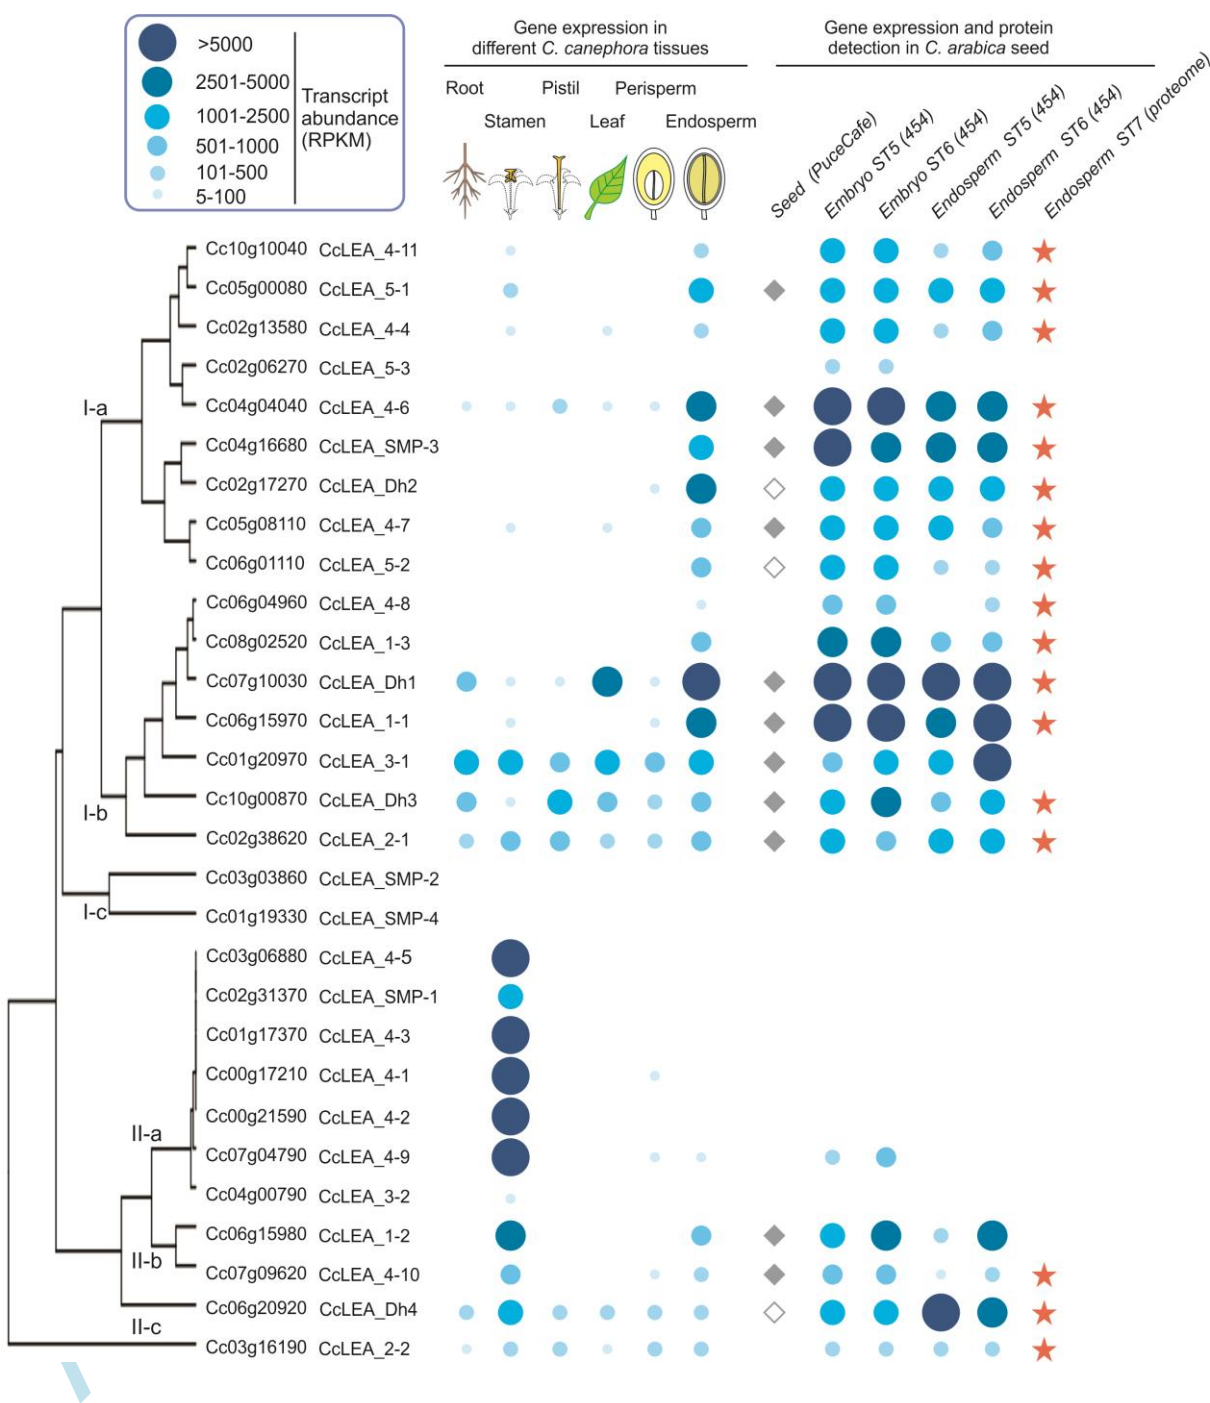 >5000
2501-5000
1001-2500
501-1000
101-500
5-100
Transcript
abundance
(RPKM)
Gene expression in
different C. canephora tissues
Gene expression and protein
detection in C. arabica seed
Root
Pistil
Perisperm
Stamen
Leaf
Endosperm
Seed (PuceCafe)
Embryo ST5 (454)
Embryo ST6 (454)
Endosperm ST5 (454)
Endosperm ST6 (454)
Endosperm ST7 (proteome)
Cc10g10040 CcLEA_4-11
Cc05g00080 CcLEA_5-1
Cc02g13580 CcLEA_4-4
Cc02g06270 CcLEA_5-3
I-a
Cc04g04040 CcLEA_4-6
Cc04g16680 CcLEA_SMP-3
Cc02g17270 CcLEA_Dh2
Cc05g08110 CcLEA_4-7
Cc06g01110 CcLEA_5-2
Cc06g04960 CcLEA_4-8
Cc08g02520 CcLEA_1-3
Cc07g10030 CcLEA_Dh1
Cc06g15970 CcLEA_1-1
Cc01g20970 CcLEA_3-1
Cc10g00870 CcLEA_Dh3
I-b
Cc02g38620 CcLEA_2-1
Cc03g03860 CcLEA_SMP-2
I-c
Cc01g19330 CcLEA_SMP-4
Cc03g06880 CcLEA_4-5
Cc02g31370 CcLEA_SMP-1
Cc01g17370 CcLEA_4-3
Cc00g17210 CcLEA_4-1
Cc00g21590 CcLEA_4-2
II-a
Cc07g04790 CcLEA_4-9
Cc04g00790 CcLEA_3-2
Cc06g15980 CcLEA_1-2
II-b
Cc07g09620 CcLEA_4-10
Cc06g20920 CcLEA_Dh4
II-c
Cc03g16190 CcLEA_2-2